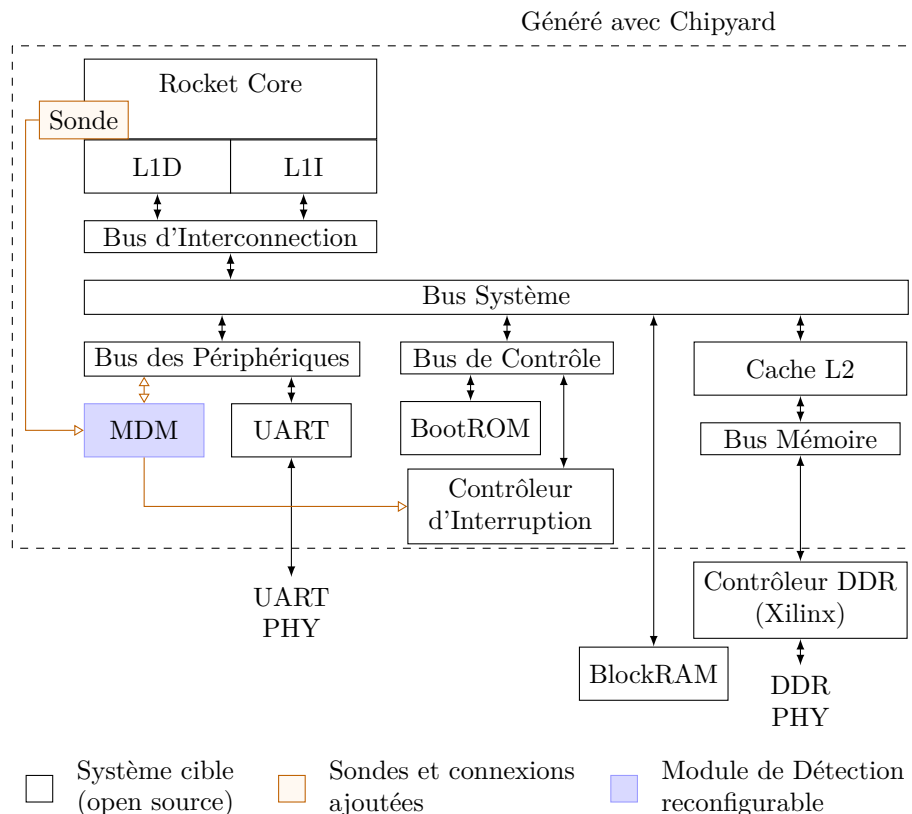 Généré avec Chipyard
Rocket Core
Sonde
L1D
L1I
Bus d'Interconnection
Bus Système
Bus des Périphériques
Bus de Contrôle
Cache L2
MDM
UART
BootROM
Bus Mémoire
Contrôleur
d'Interruption
Contrôleur DDR
(Xilinx)
UART
PHY
BlockRAM
DDR
PHY
Système cible
(open source)
Sondes et connexions
ajoutées
Module de Détection
reconfigurable